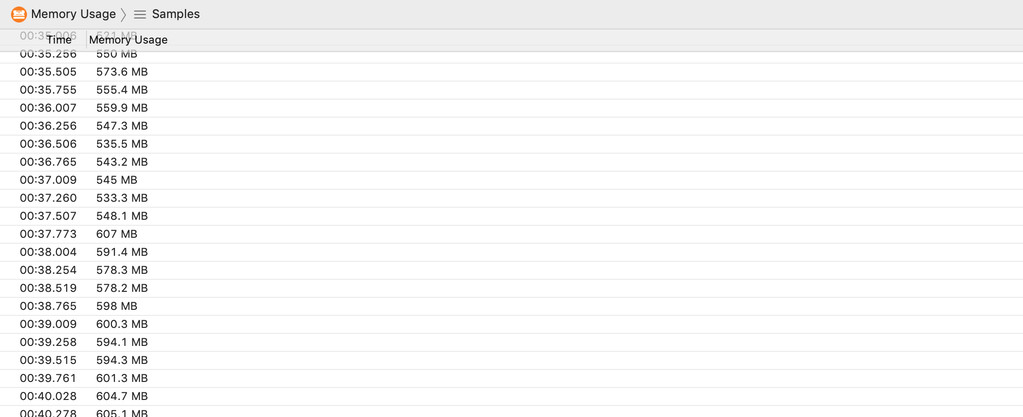 Memory Usage Samples
00:35.006 521 MB
Time Memory Usage
00:35.256 550 MB
00:35.505 573.6 MB
00:35.755 555.4 MB
00:36.007 559.9 MB
00:36.256 547.3 MB
00:36.506 535.5 MB
00:36.765 543.2 MB
00:37.009 545 MB
00:37.260 533.3 MB
00:37.507 548.1 MB
00:37.773 607 MB
00:38.004 591.4 MB
00:38.254 578.3 MB
00:38.519 578.2 MB
00:38.765 598 MB
00:39.009 600.3 MB
00:39.258 594.1 MB
00:39.515 594.3 MB
00:39.761 601.3 MB
00:40.028 604.7 MB
00:40.278 605.1 MB